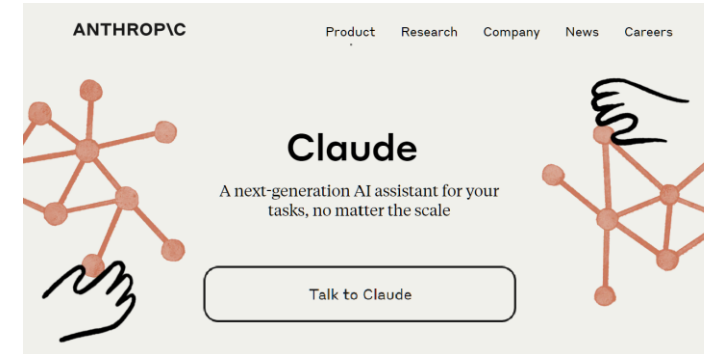 ANTHROP\C
Product Research Company News Careers
Claude
A next-generation AI assistant for your
tasks, no matter the scale
Talk to Claude